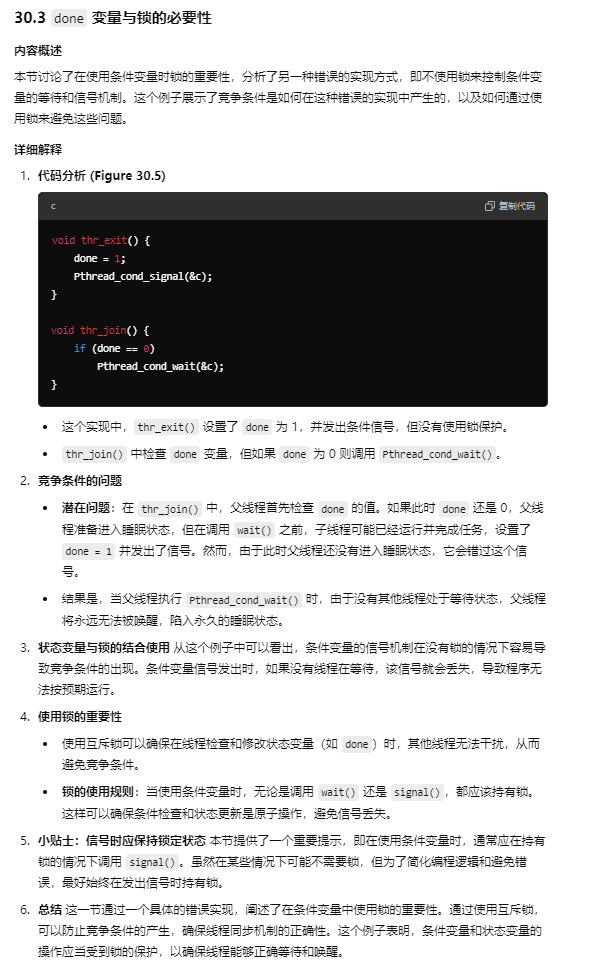 30.3 done 变量与锁的必要性
内容概述
本节讨论了在使用条件变量时锁的重要性，分析了另一种错误的实现方式，即不使用锁来控制条件变
量的等待和信号机制。这个例子展示了竞争条件是如何在这种错误的实现中产生的，以及如何通过使
用锁来避免这些问题。
详细解释
1. 代码分析 (Figure 30.5)
c 复制代码
void thr_exit() {
    done = 1;
    Pthread_cond_signal(&c);
}
void thr_join() {
    if (done == 0)
        Pthread_cond_wait(&c);
}
• 这个实现中，thr_exit() 设置了 done 为 1，并发出条件信号，但没有使用锁保护。
• thr_join() 中检查 done 变量，但如果 done 为 0 则调用 Pthread_cond_wait()。
2. 竞争条件的问题
• 潜在问题：在 thr_join() 中，父线程首先检查 done 的值。如果此时 done 还是 0，父线
程准备进入睡眠状态，但在调用 wait() 之前，子线程可能已经运行并完成任务，设置了
done = 1 并发出了信号。然而，由于此时父线程还没有进入睡眠状态，它会错过这个信
号。
• 结果是，当父线程执行 Pthread_cond_wait() 时，由于没有其他线程处于等待状态，父线程
将永远无法被唤醒，陷入永久的睡眠状态。
3. 状态变量与锁的结合使用 从这个例子中可以看出，条件变量的信号机制在没有锁的情况下容易导
致竞争条件的出现。条件变量信号发出时，如果没有线程在等待，该信号就会丢失，导致程序无
法按预期运行。
4. 使用锁的重要性
• 使用互斥锁可以确保在线程检查和修改状态变量（如 done）时，其他线程无法干扰，从而
避免竞争条件。
• 锁的使用规则：当使用条件变量时，无论是调用 wait() 还是 signal()，都应该持有锁。
这样可以确保条件检查和状态更新是原子操作，避免信号丢失。
5. 小贴士：信号时应保持锁定状态 本节提供了一个重要提示，即在使用条件变量时，通常应在持有
锁的情况下调用 signal()。虽然在某些情况下可能不需要锁，但为了简化编程逻辑和避免错
误，最好始终在发出信号时持有锁。
6. 总结 这一节通过一个具体的错误实现，阐述了在条件变量中使用锁的重要性。通过使用互斥锁，
可以防止竞争条件的产生，确保线程同步机制的正确性。这个例子表明，条件变量和状态变量的
操作应当受到锁的保护，以确保线程能够正确等待和唤醒。